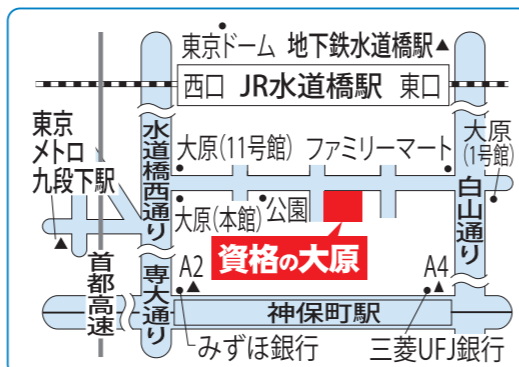 東京ドーム 地下鉄水道橋駅▲
西口 JR水道橋駅 東口
東京
メトロ
九段下駅
▲
水道橋西通り
大原(11号館)
ファミリーマート
大原
(1号館)
白山通り
大原(本館)
公園
資格の大原
首都高速
専大通り
A2
▲
A4
▲
神保町駅
みずほ銀行
三菱UFJ銀行